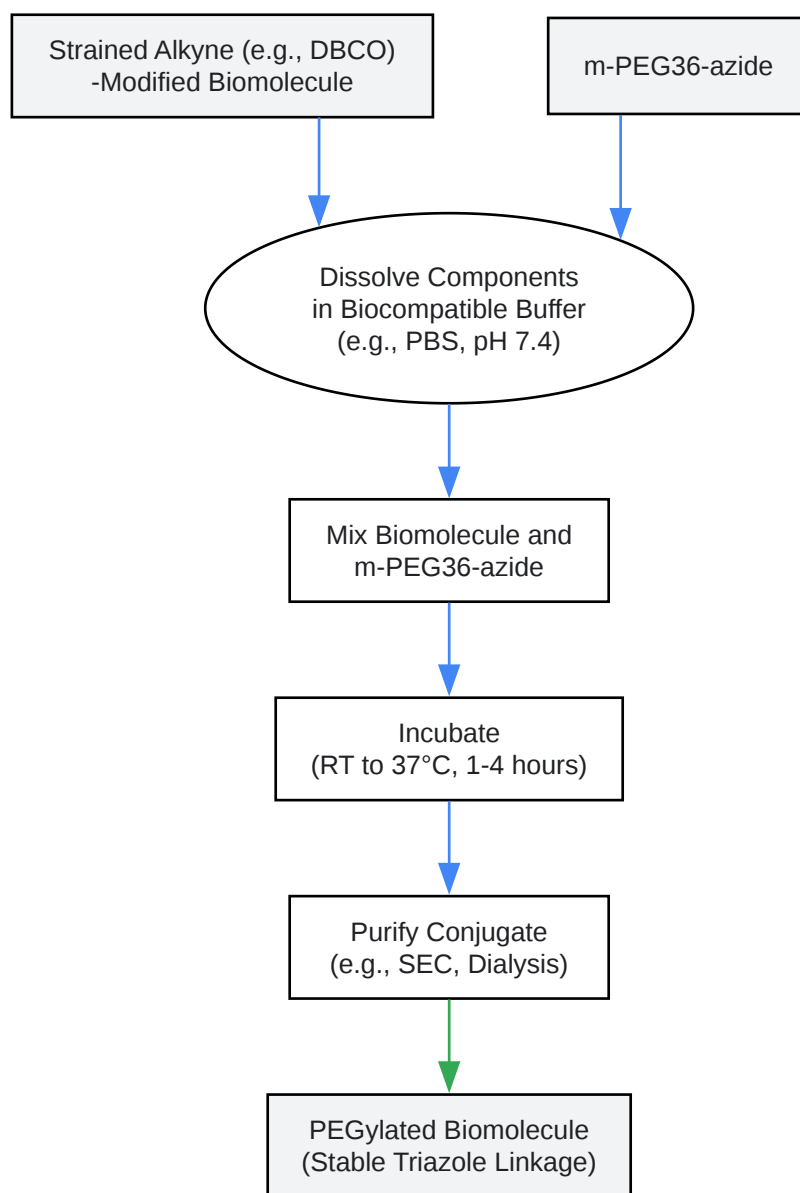 Strained Alkyne (e.g., DBCO)
-Modified Biomolecule
m-PEG36-azide
Dissolve Components
in Biocompatible Buffer
(e.g., PBS, pH 7.4)
Mix Biomolecule and
m-PEG36-azide
Incubate
(RT to 37°C, 1-4 hours)
Purify Conjugate
(e.g., SEC, Dialysis)
PEGylated Biomolecule
(Stable Triazole Linkage)